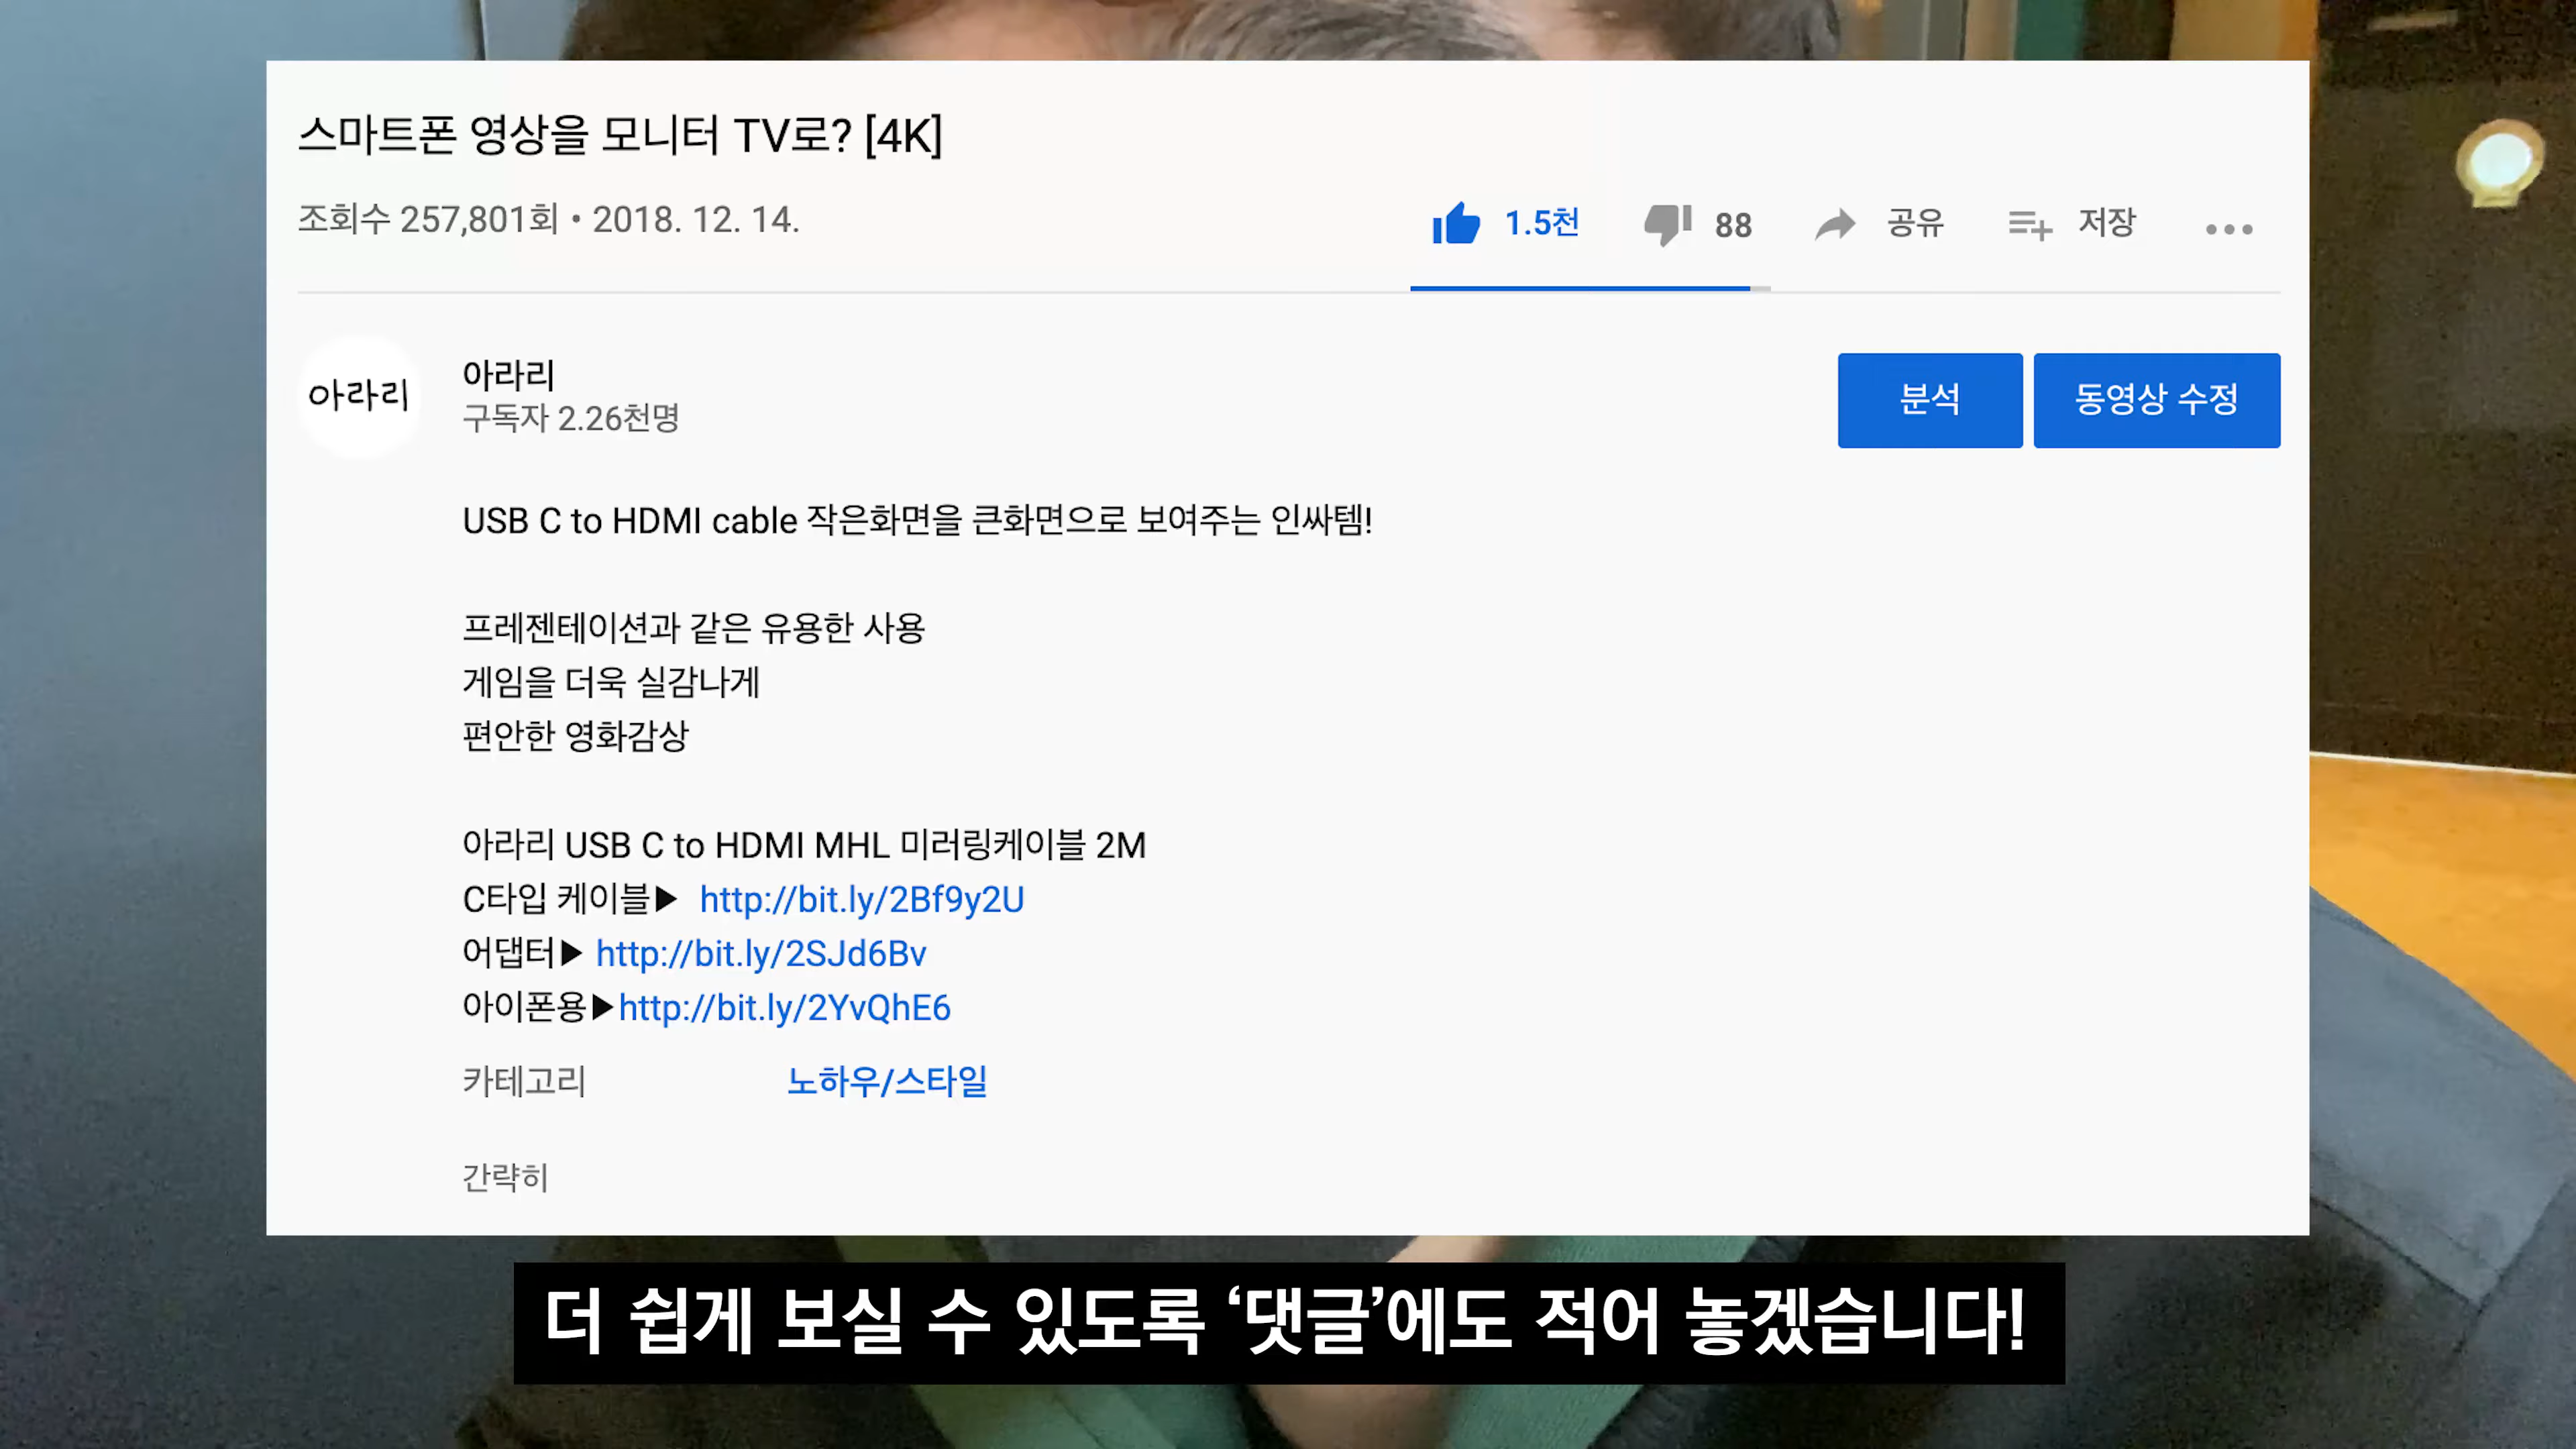 스마트폰 영상을 모니터 TV로? [4K]
조회수 257,801회 • 2018. 12. 14.
1.5천 88 공유 저장
아라리
아라리
구독자 2.26천명
분석 동영상 수정
USB C to HDMI cable 작은화면을 큰화면으로 보여주는 인싸템!
프레젠테이션과 같은 유용한 사용
게임을 더욱 실감나게
편안한 영화감상
아라리 USB C to HDMI MHL 미러링케이블 2M
C타입 케이블▶ http://bit.ly/2Bf9y2U
어댑터▶ http://bit.ly/2SJd6Bv
아이폰용▶http://bit.ly/2YvQhE6
카테고리 노하우/스타일
간략히
더 쉽게 보실 수 있도록 ‘댓글’에도 적어 놓겠습니다!